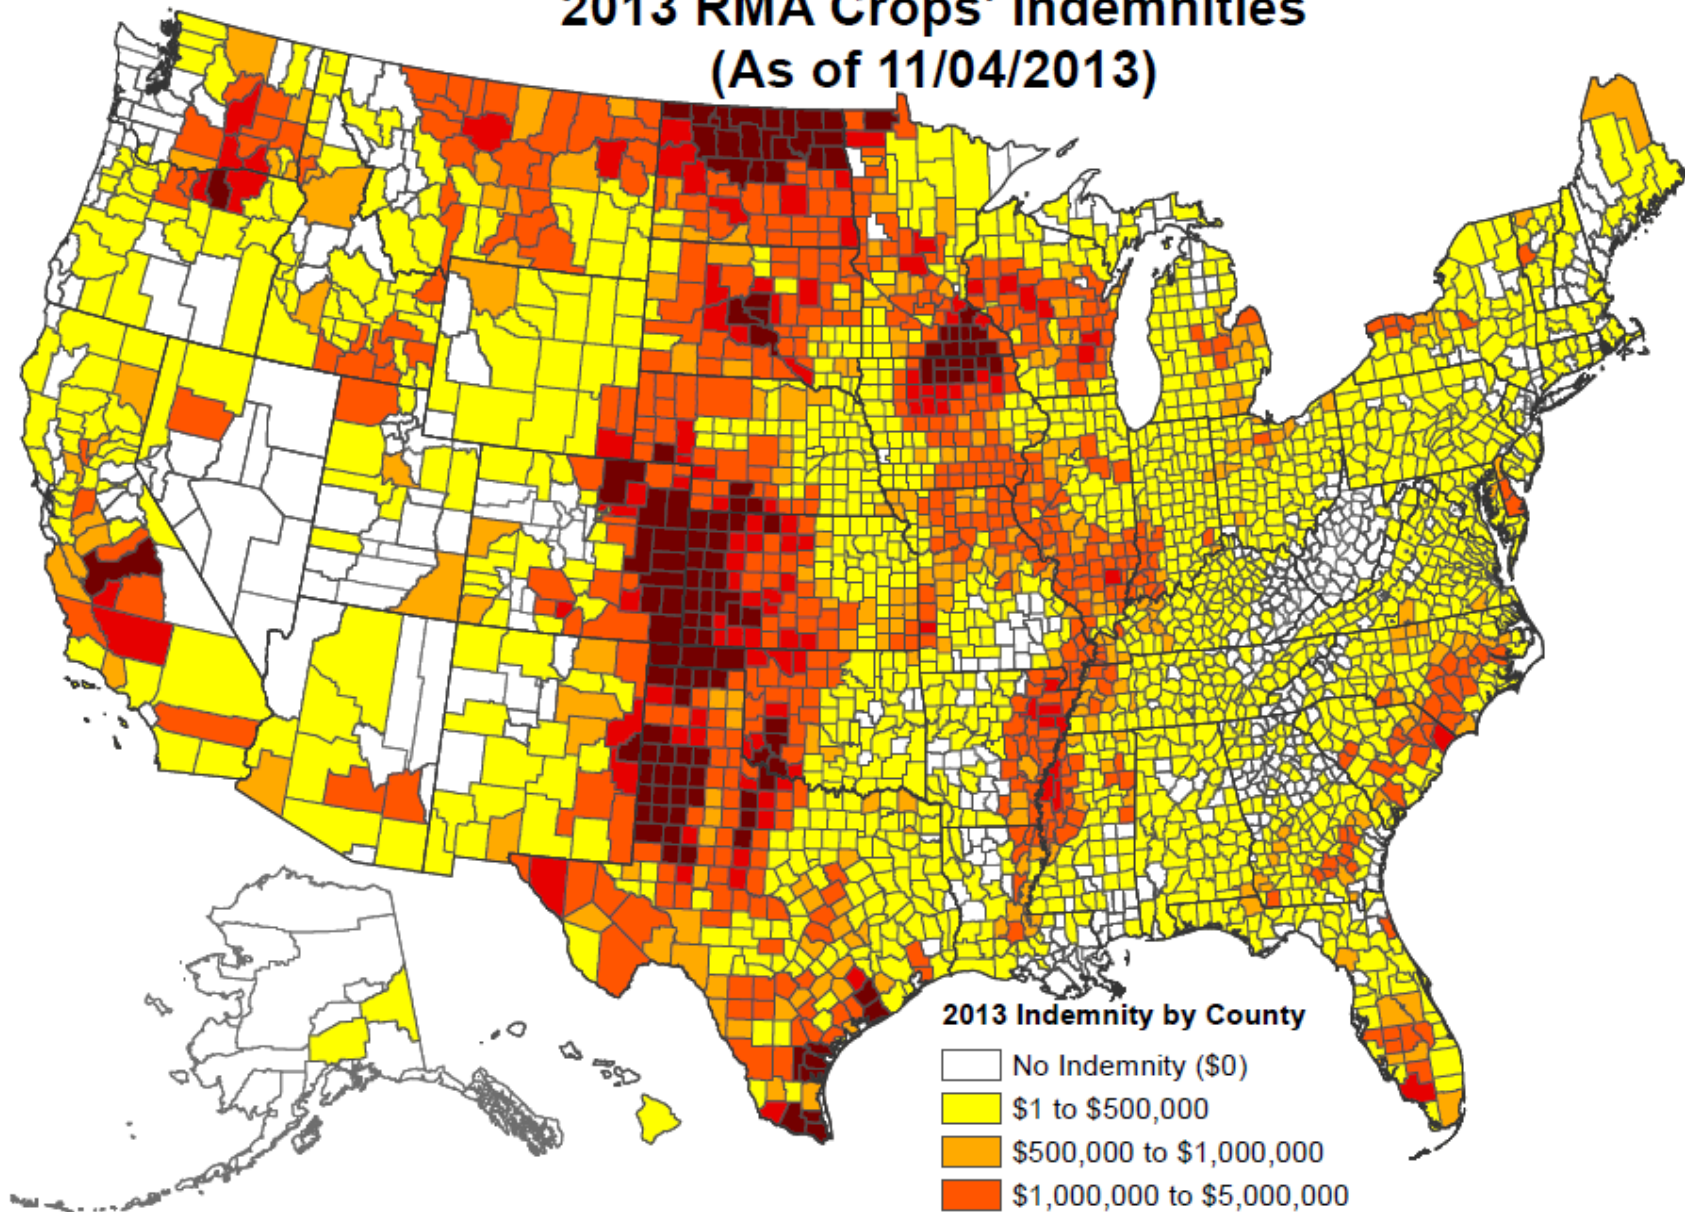 2013 RMA Crops' Indemnities
(As of 11/04/2013)
2013 Indemnity by County
No Indemnity ($0)
$1 to $500,000
$500,000 to $1,000,000
$1,000,000 to $5,000,000